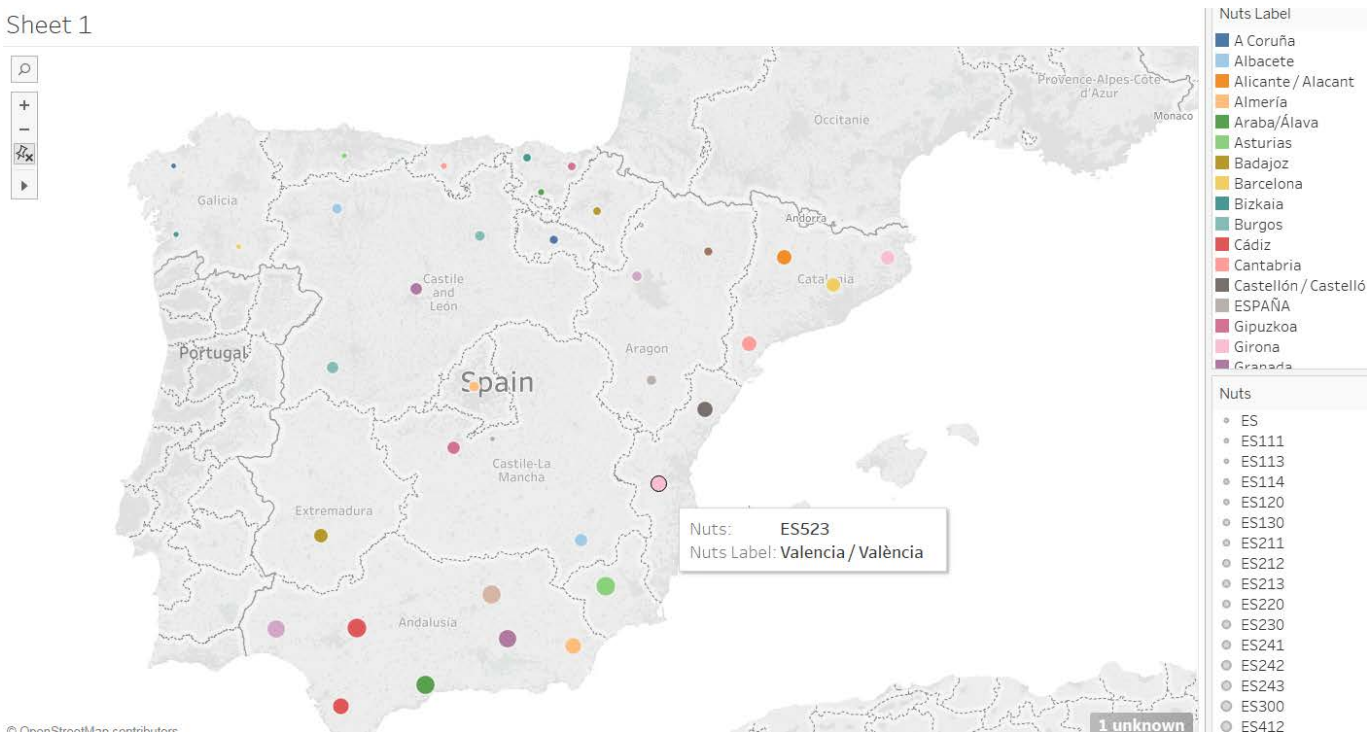 Sheet 1
Provence-Alpes-Côte
d'Azur
Monaco
Occitanie
Galicia
Andorra
Castile
and
León
Catalonia
Portugal
Aragon
Spain
Castile-La
Mancha
Extremadura
Nuts: ES523
Nuts Label: Valencia / València
Andalusia
© OpenStreetMap contributors
1 unknown
Nuts Label
A Coruña
Albacete
Alicante / Alacant
Almería
Araba/Álava
Asturias
Badajoz
Barcelona
Bizkaia
Burgos
Cádiz
Cantabria
Castellón / Castelló
ESPAÑA
Gipuzkoa
Girona
Granada
Nuts
ES
ES111
ES113
ES114
ES120
ES130
ES211
ES212
ES213
ES220
ES230
ES241
ES242
ES243
ES300
ES412